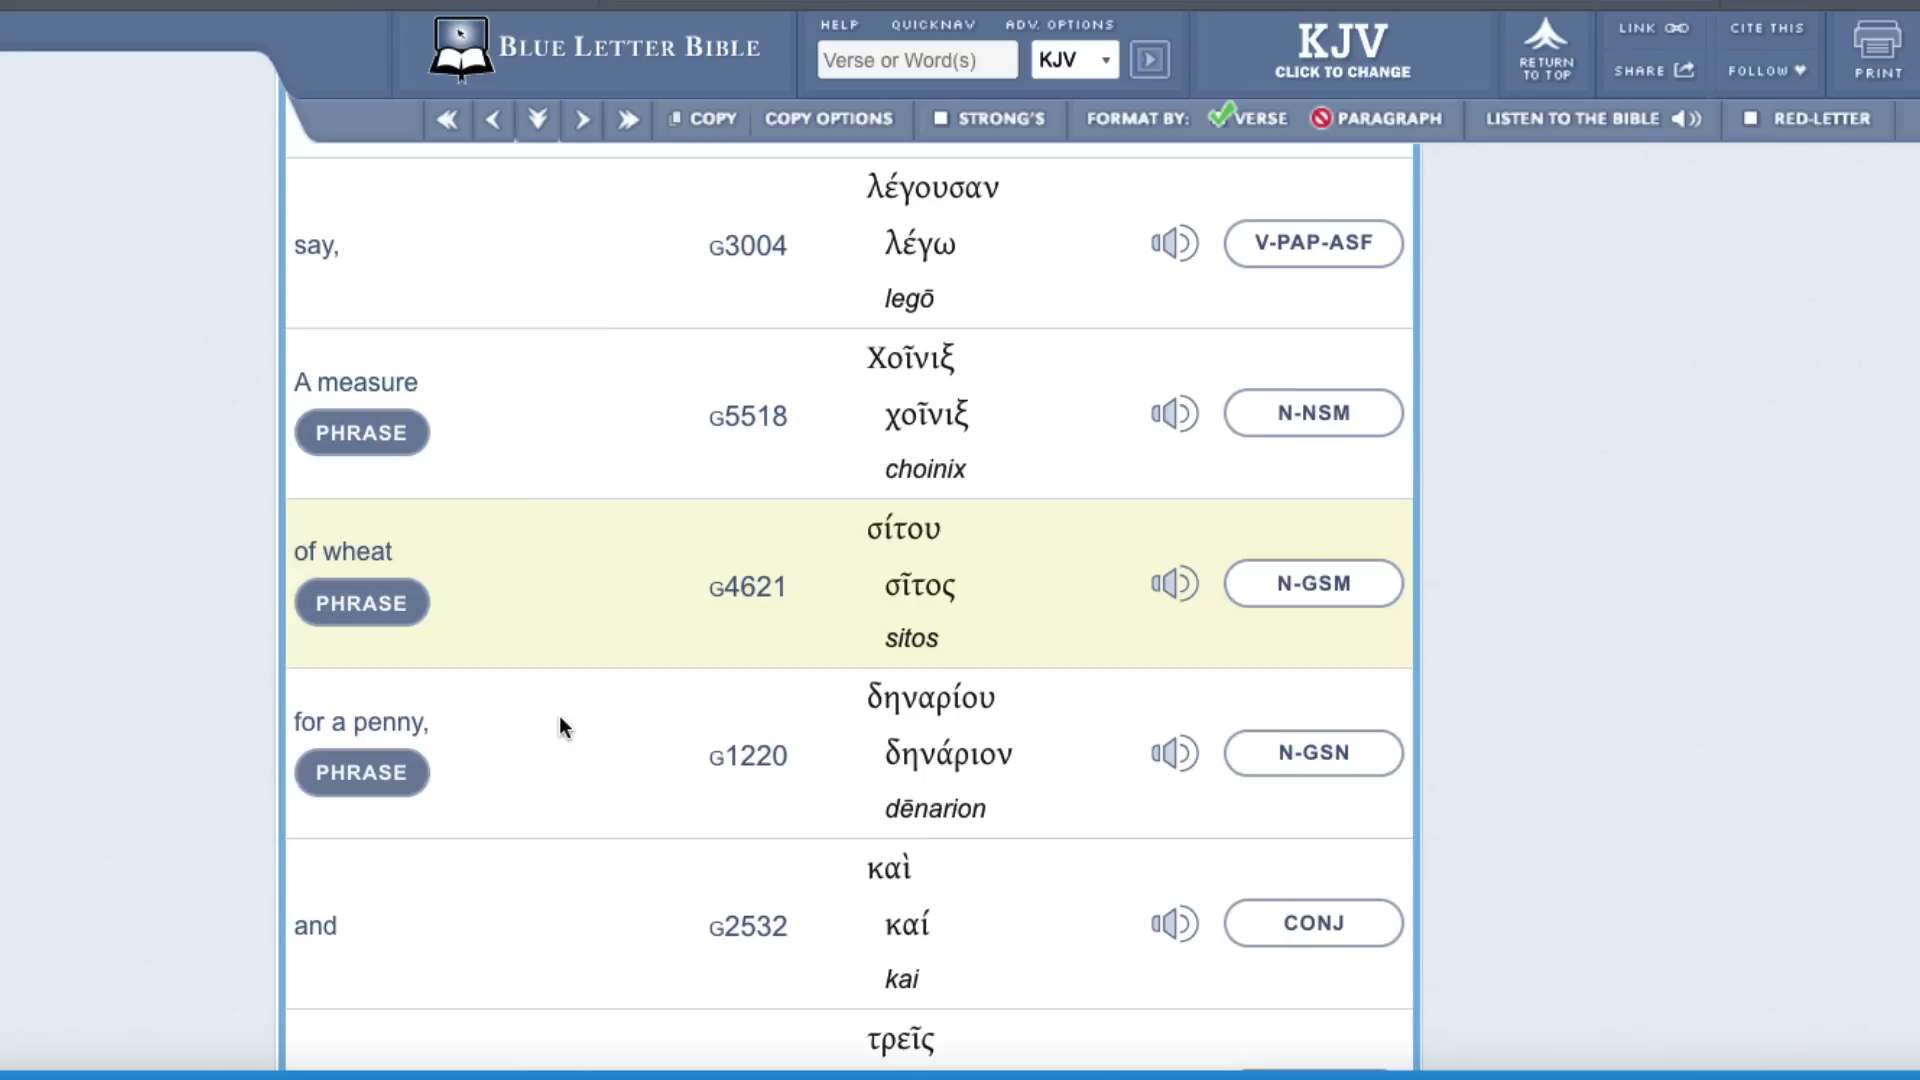 BLUE LETTER BIBLE
HELP QUICKNAV ADV. OPTIONS
Verse or Word(s) KJV
KJV
CLICK TO CHANGE
RETURN
TO TOP
LINK
SHARE
CITE THIS
FOLLOW
PRINT
COPY COPY OPTIONS STRONG'S FORMAT BY: VERSE PARAGRAPH LISTEN TO THE BIBLE RED-LETTER
λέγουσαν
say, G3004 λέγω V-PAP-ASF
legō
Χοῖνιξ
A measure
PHRASE
G5518 χοῖνιξ N-NSM
choinix
σίτου
of wheat
PHRASE
G4621 σῖτος N-GSM
sitos
δηναρίου
for a penny,
PHRASE
G1220 δηνάριον N-GSN
dēnarion
καὶ
and G2532 καί CONJ
kai
τρεῖς